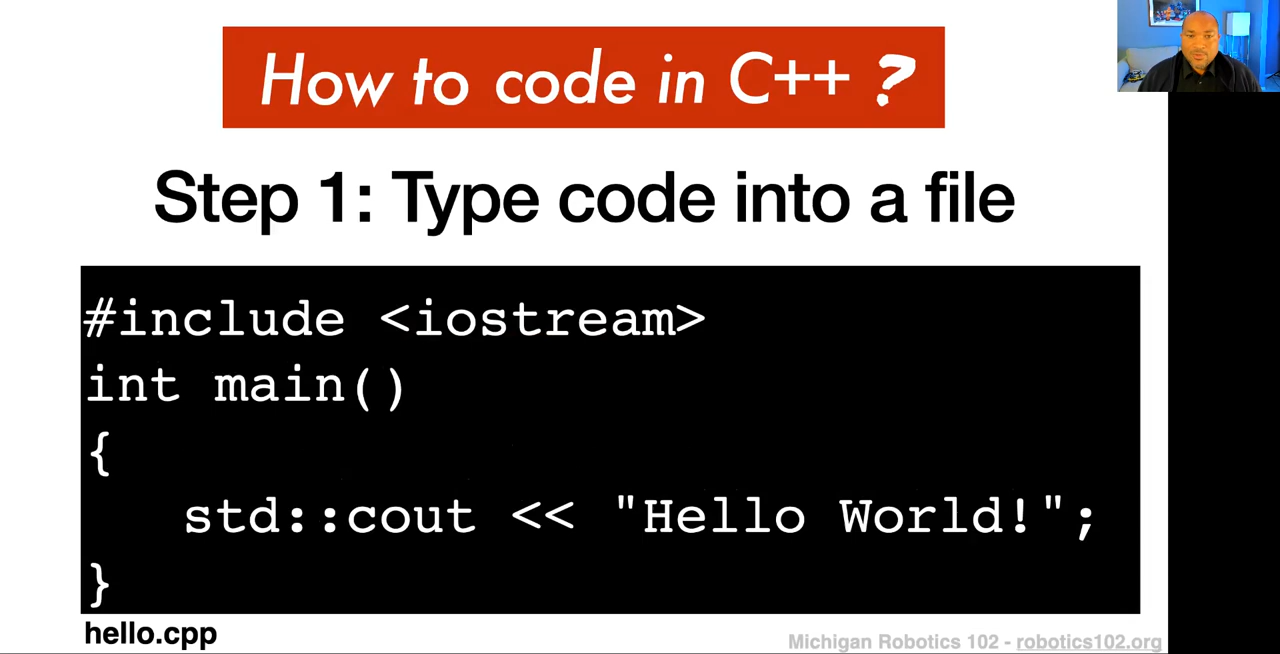 How to code in C++ ?
Step 1: Type code into a file
#include <iostream>
int main()
{
   std::cout << "Hello World!";
}
hello.cpp
Michigan Robotics 102 - robotics102.org